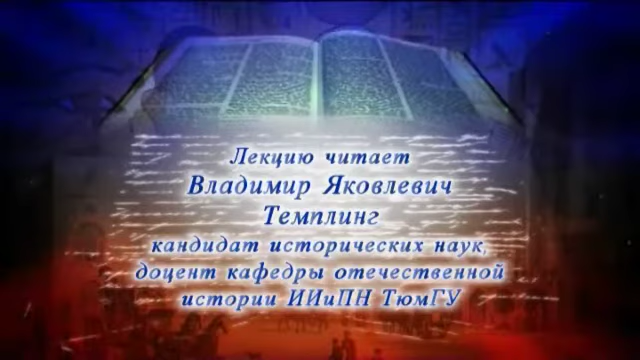 Лекцию читает
Владимир Яковлевич
Темплинг
кандидат исторических наук,
доцент кафедры отечественной
истории ИИиПН ТюмГУ